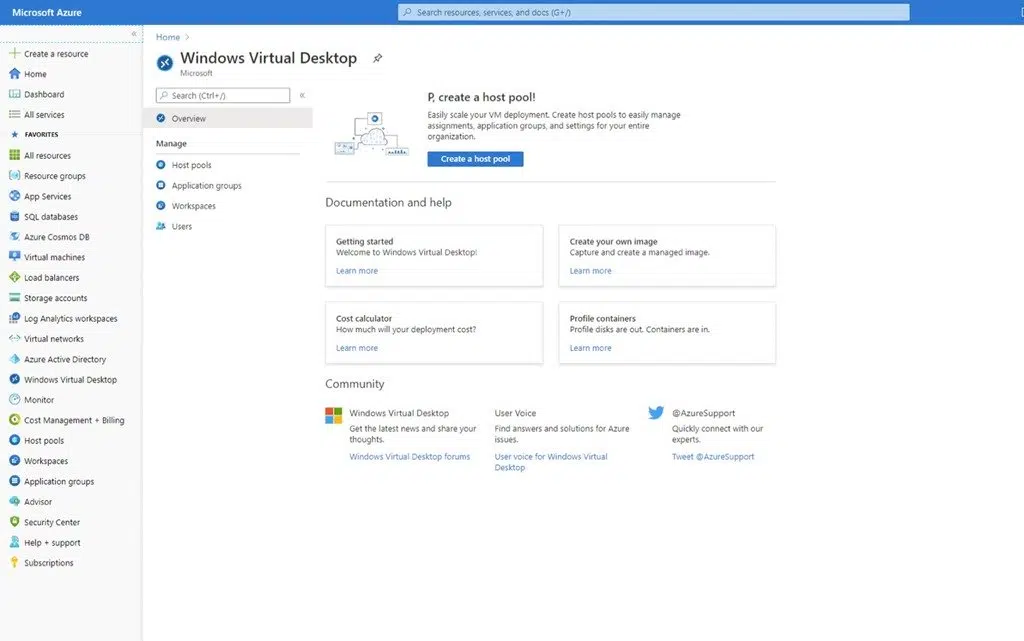 Microsoft Azure
Search resources, services, and docs (G+/)
«
Create a resource
Home
Dashboard
All services
FAVORITES
All resources
Resource groups
App Services
SQL databases
Azure Cosmos DB
Virtual machines
Load balancers
Storage accounts
Log Analytics workspaces
Virtual networks
Azure Active Directory
Windows Virtual Desktop
Monitor
Cost Management + Billing
Host pools
Workspaces
Application groups
Advisor
Security Center
Help + support
Subscriptions
Home >
Windows Virtual Desktop
Microsoft
Search (Ctrl+/)
«
Overview
Manage
Host pools
Application groups
Workspaces
Users
P, create a host pool!
Easily scale your VM deployment. Create host pools to easily manage
assignments, application groups, and settings for your entire
organization.
Create a host pool
Documentation and help
Getting started
Welcome to Windows Virtual Desktop!
Learn more
Create your own image
Capture and create a managed image.
Learn more
Cost calculator
How much will your deployment cost?
Learn more
Profile containers
Profile disks are out. Containers are in.
Learn more
Community
Windows Virtual Desktop
Get the latest news and share your
thoughts.
Windows Virtual Desktop forums
User Voice
Find answers and solutions for Azure
issues.
User voice for Windows Virtual
Desktop
@AzureSupport
Quickly connect with our
experts.
Tweet @AzureSupport